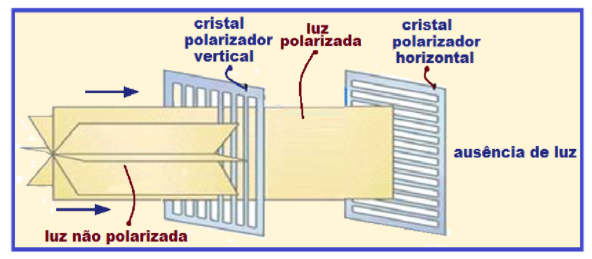 cristal
polarizador
vertical
luz
polarizada
cristal
polarizador
horizontal
ausência de luz
luz não polarizada